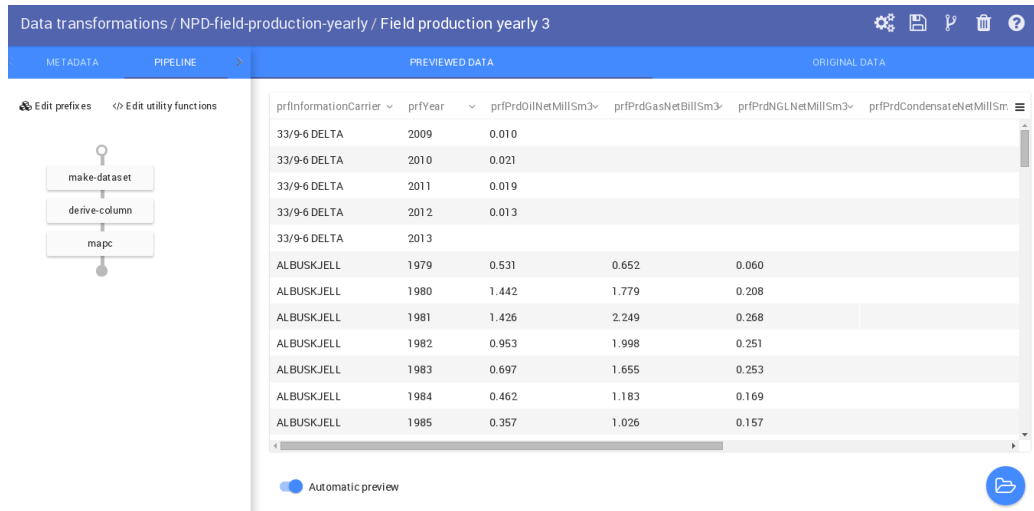 Data transformations / NPD-field-production-yearly / Field production yearly 3
METADATA PIPELINE PREVIEWED DATA ORIGINAL DATA
Edit prefixes </> Edit utility functions
make-dataset
derive-column
mapc
prfInformationCarrier prfYear prfPrdOilNetMillSm3 prfPrdGasNetBillSm3 prfPrdNGLNetMillSm3 prfPrdCondensateNetMillSm
33/9-6 DELTA 2009 0.010
33/9-6 DELTA 2010 0.021
33/9-6 DELTA 2011 0.019
33/9-6 DELTA 2012 0.013
33/9-6 DELTA 2013
ALBUSKJELL 1979 0.531 0.652 0.060
ALBUSKJELL 1980 1.442 1.779 0.208
ALBUSKJELL 1981 1.426 2.249 0.268
ALBUSKJELL 1982 0.953 1.998 0.251
ALBUSKJELL 1983 0.697 1.655 0.253
ALBUSKJELL 1984 0.462 1.183 0.169
ALBUSKJELL 1985 0.357 1.026 0.157
Automatic preview